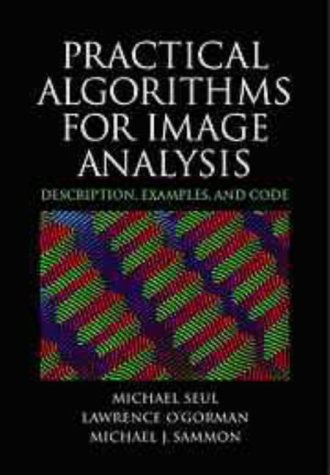 PRACTICAL
ALGORITHMS
FOR IMAGE
ANALYSIS
DESCRIPTION, EXAMPLES, AND CODE
MICHAEL SEUL
LAWRENCE O'GORMAN
MICHAEL J. SAMMON